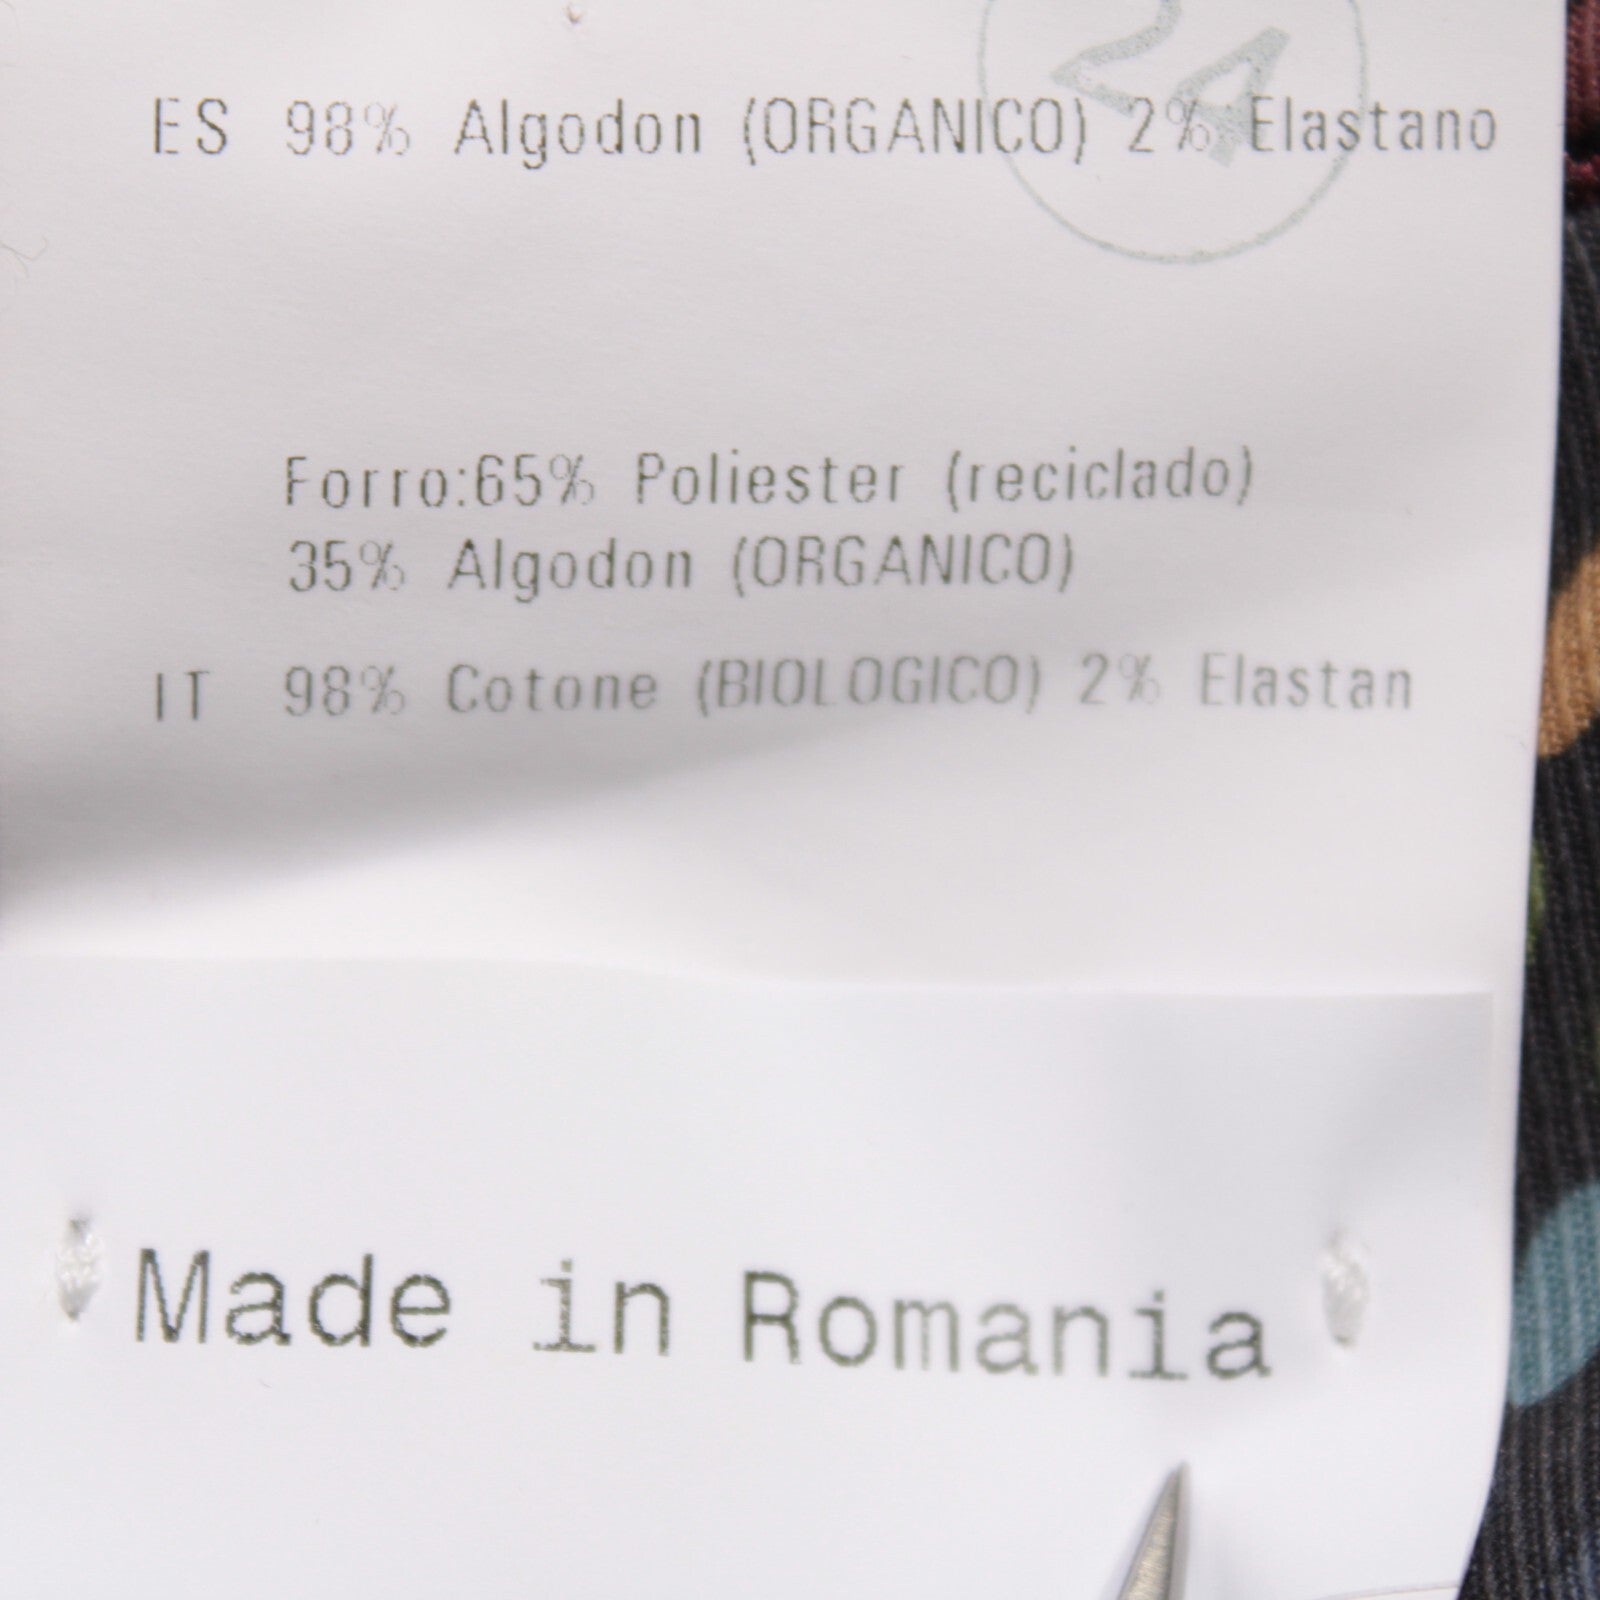 24
ES 98% Algodon (ORGANICO) 2% Elastano
Forro:65% Poliester (reciclado)
35% Algodon (ORGANICO)
IT 98% Cotone (BIOLOGICO) 2% Elastan
Made in Romania